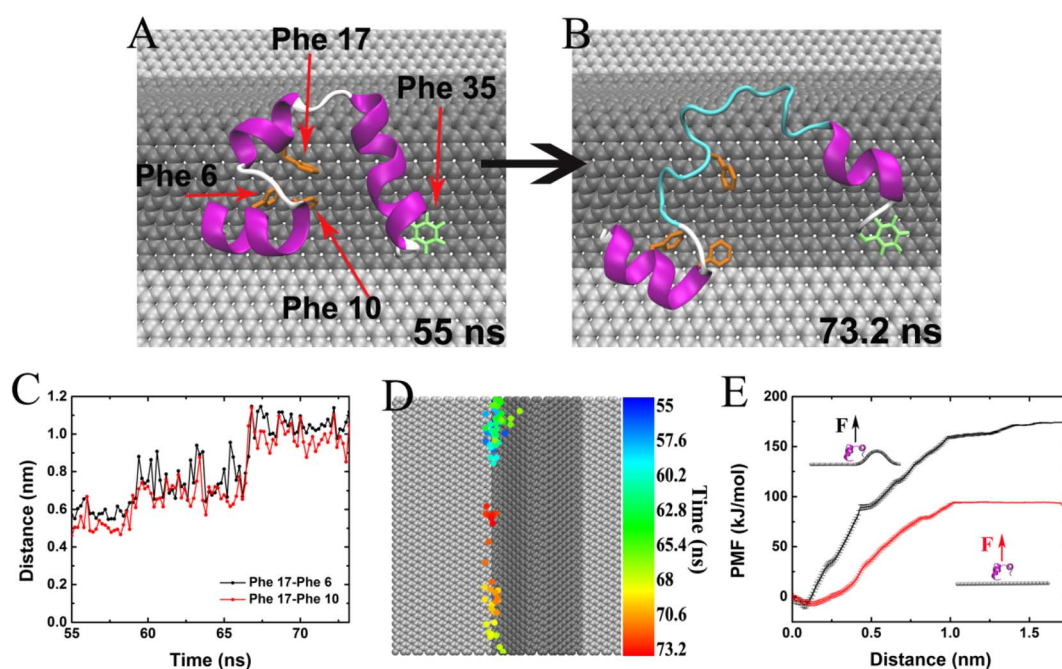 A
Phe 17
Phe 35
Phe 6
Phe 10
55 ns
B
73.2 ns
C
Distance (nm)
1.2
1.0
0.8
0.6
0.4
0.2
0.0
55
60
65
70
Time (ns)
Phe 17-Phe 6
Phe 17-Phe 10
D
55
57.6
60.2
62.8
65.4
68
70.6
73.2
Time (ns)
E
PMF (kJ/mol)
200
150
100
50
0
0.0
0.5
1.0
1.5
Distance (nm)
F
F